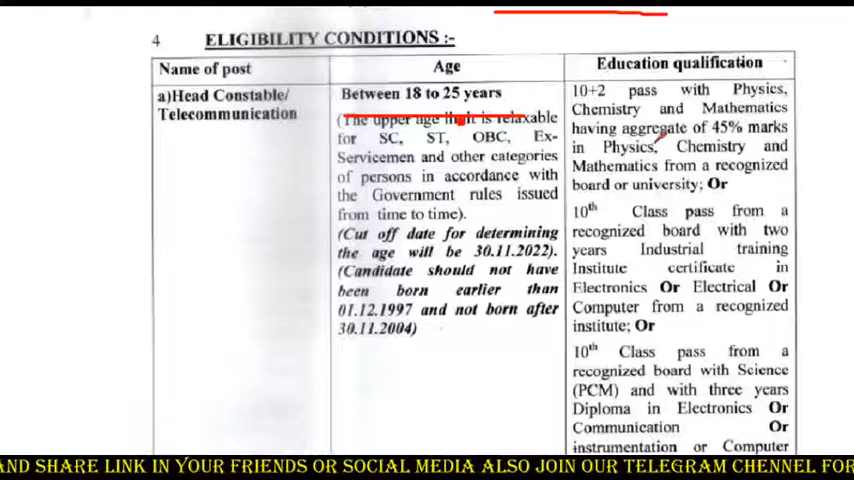 4 ELIGIBILITY CONDITIONS :-
Name of post
Age
Education qualification
a)Head Constable/
Telecommunication
Between 18 to 25 years
(The upper age limit is relaxable
for SC, ST, OBC, Ex-
Servicemen and other categories
of persons in accordance with
the Government rules issued
from time to time).
(Cut off date for determining
the age will be 30.11.2022).
(Candidate should not have
been born earlier than
01.12.1997 and not born after
30.11.2004)
10+2 pass with Physics,
Chemistry and Mathematics
having aggregate of 45% marks
in Physics, Chemistry and
Mathematics from a recognized
board or university; Or
10th Class pass from a
recognized board with two
years Industrial training
Institute certificate in
Electronics Or Electrical Or
Computer from a recognized
institute; Or
10th Class pass from a
recognized board with Science
(PCM) and with three years
Diploma in Electronics Or
Communication Or
instrumentation or Computer
AND SHARE LINK IN YOUR FRIENDS OR SOCIAL MEDIA ALSO JOIN OUR TELEGRAM CHENNEL FOR